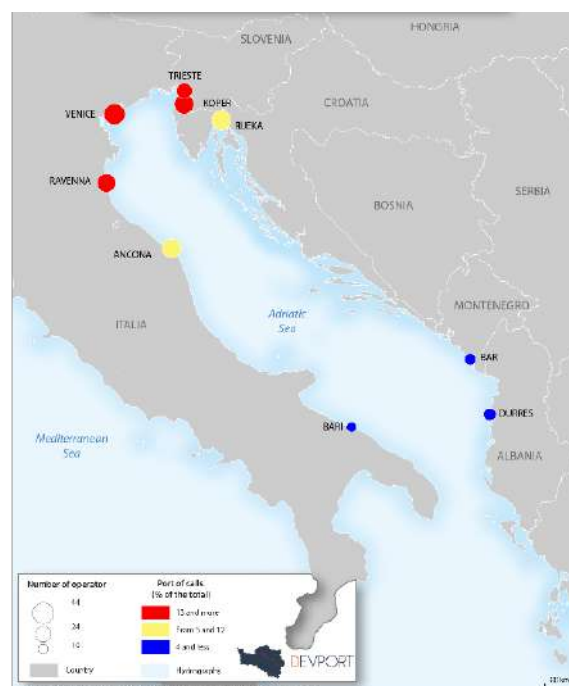 HONGRIA
SLOVENIA
TRIESTE
KOPER
CROATIA
VENICE
RIJEKA
RAVENNA
BOSNIA
SERBIA
ANCONA
MONTENEGRO
ITALIA
Adriatic
Sea
BAR
BARI
DURRES
Mediterranean
Sea
ALBANIA
Number of operator
Port of calls
(% of the total)
44
24
10
13 and more
From 5 and 12
4 and less
Country
Hydrography
DEVPORT